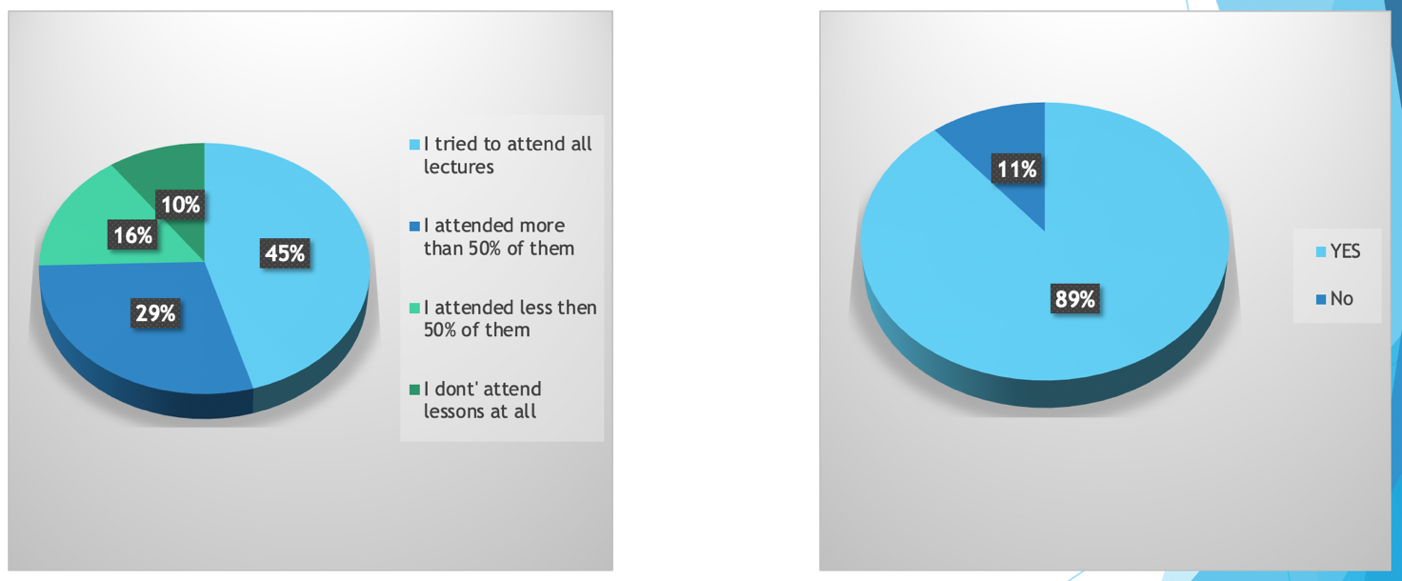 10%
16%
45%
29%
I tried to attend all
lectures
I attended more
than 50% of them
I attended less then
50% of them
I dont' attend
lessons at all
11%
89%
YES
No